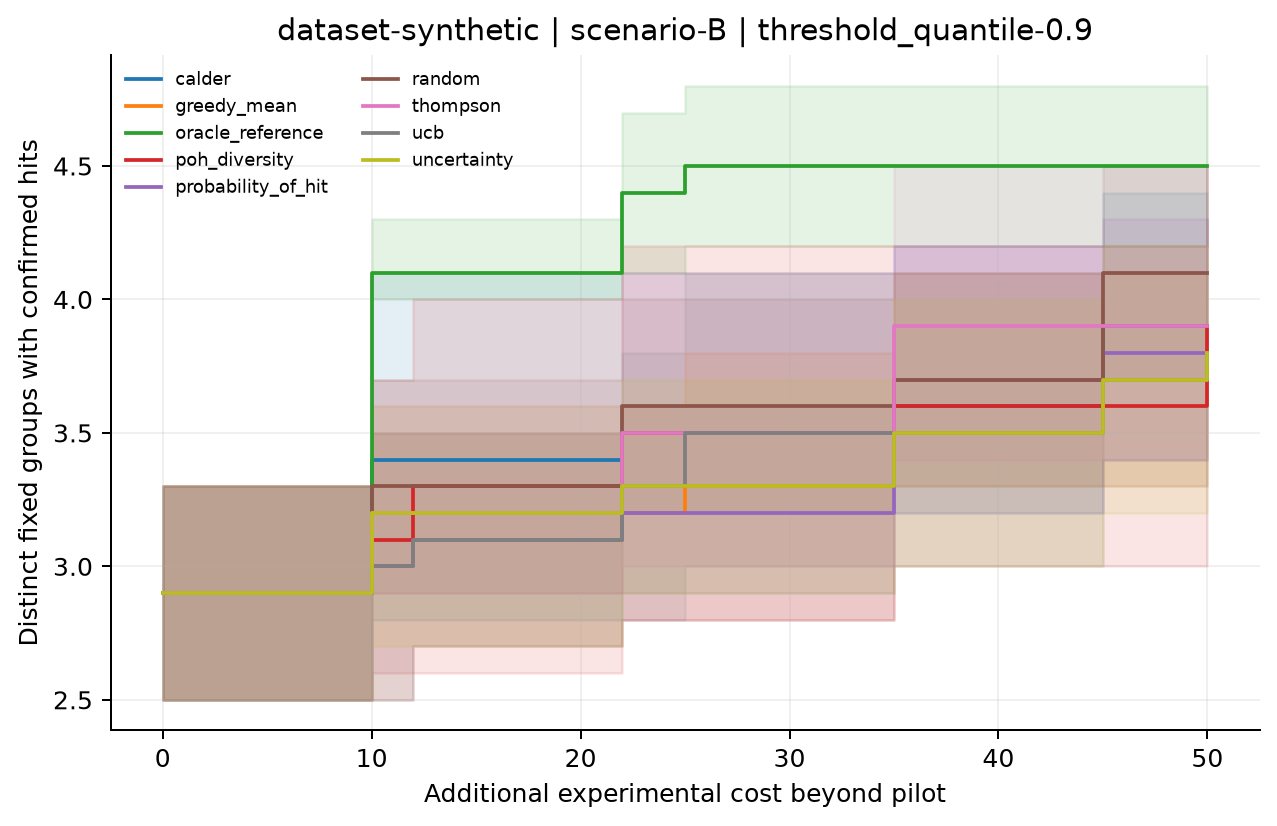 dataset-synthetic | scenario-B | threshold_quantile-0.9
calder
greedy_mean
oracle_reference
poh_diversity
probability_of_hit
random
thompson
ucb
uncertainty
Distinct fixed groups with confirmed hits
4.5
4.0
3.5
3.0
2.5
0 10 20 30 40 50
Additional experimental cost beyond pilot